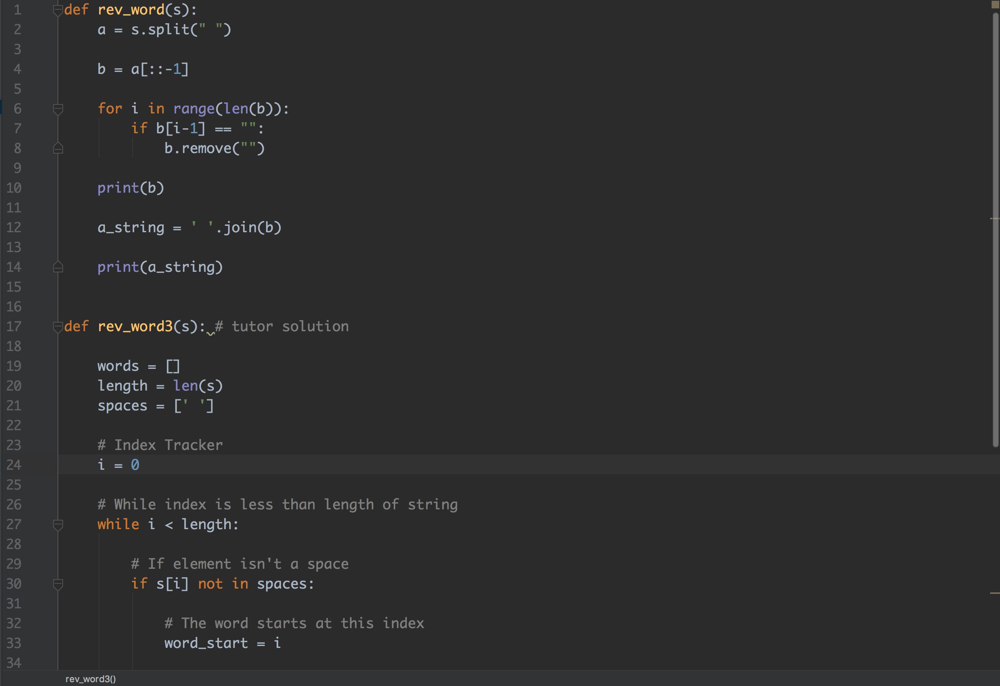 1 def rev_word(s):
2     a = s.split(" ")
3
4     b = a[::-1]
5
6     for i in range(len(b)):
7         if b[i-1] == "":
8             b.remove("")
9
10     print(b)
11
12     a_string = ' '.join(b)
13
14     print(a_string)
15
16
17 def rev_word3(s): # tutor solution
18
19     words = []
20     length = len(s)
21     spaces = [' ']
22
23     # Index Tracker
24     i = 0
25
26     # While index is less than length of string
27     while i < length:
28
29         # If element isn't a space
30         if s[i] not in spaces:
31
32             # The word starts at this index
33             word_start = i
34
rev_word3()